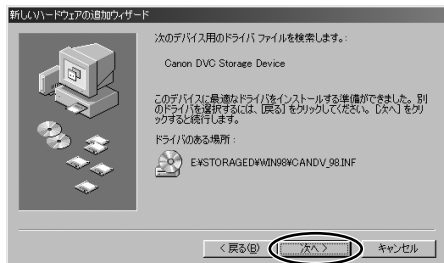 新しいハードウェアの追加ウィザード
次のデバイス用のドライバ ファイルを検索します。:
Canon DVC Storage Device
このデバイスに最適なドライバをインストールする準備ができました。別
のドライバを選択するには、[戻る] をクリックしてください。[次へ] をクリ
ックすると続行します。
ドライバのある場所:
E:¥STORAGED¥WIN98¥CANDV_98.INF
< 戻る(B)
次へ >
キャンセル